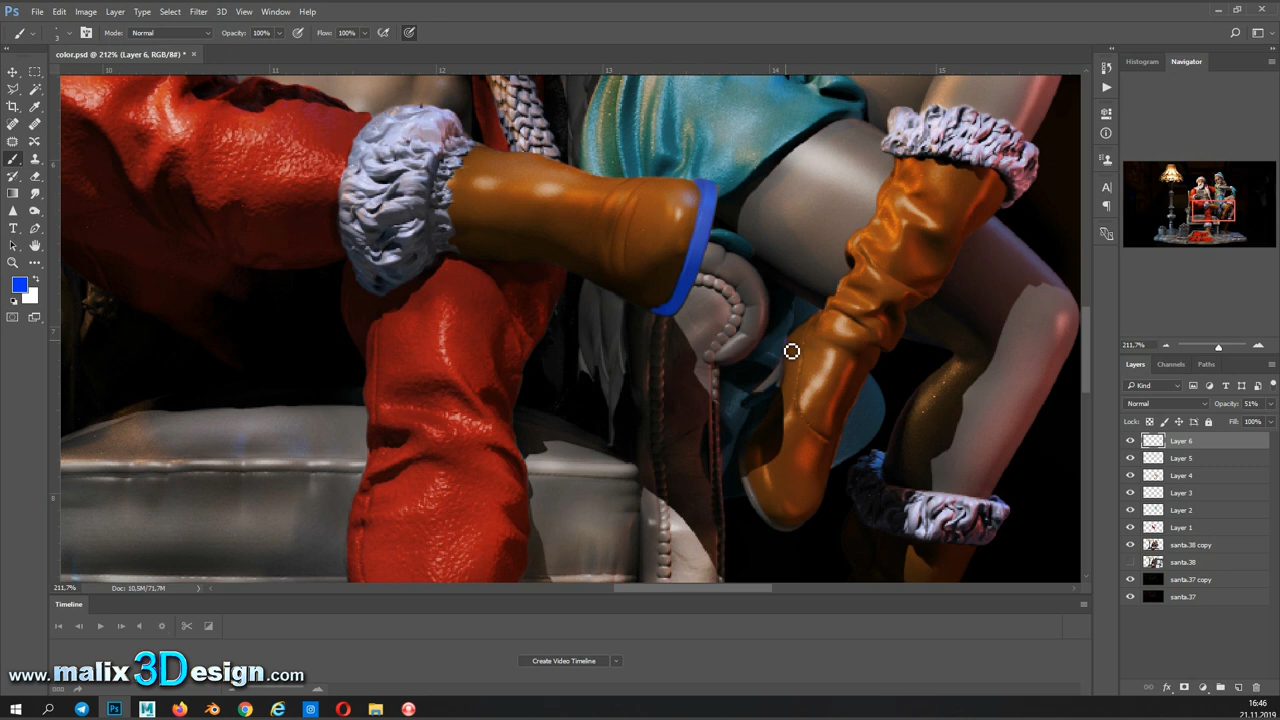 Ps File Edit Image Layer Type Select Filter 3D View Window Help
3 Mode: Normal Opacity: 100% Flow: 100%
color.psd @ 212% (Layer 6, RGB/8#) *
10 11 12 13 14 15
6
7
8
Histogram Navigator
211,7%
Layers Channels Paths
Kind
Normal Opacity: 51%
Lock: Fill: 100%
Layer 6
Layer 5
Layer 4
Layer 3
Layer 2
Layer 1
santa.38 copy
santa.38
santa.37 copy
santa.37
211,7% Doc: 10,5M/71,7M
Timeline
Create Video Timeline
www.malix3Design.com
16:46
21.11.2019